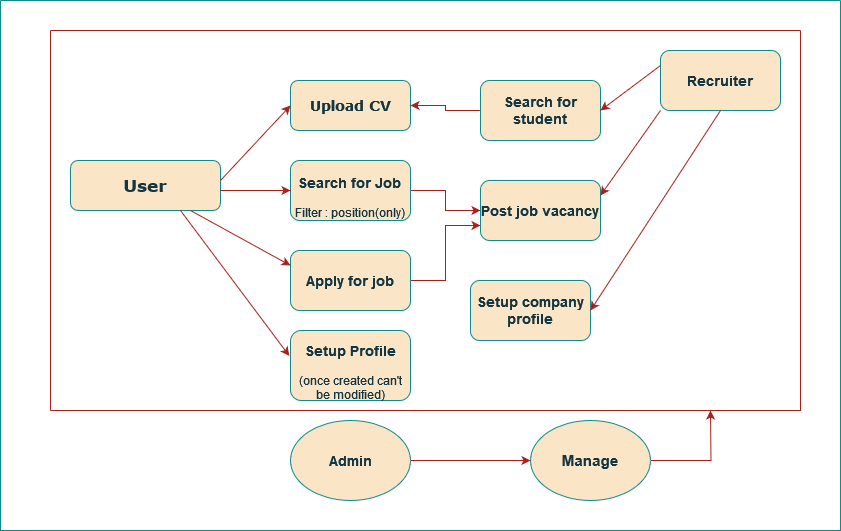 Recruiter
Upload CV
Search for
student
User
Search for Job
Filter : position(only)
Post job vacancy
Apply for job
Setup company
profile
Setup Profile
(once created can't
be modified)
Admin
Manage